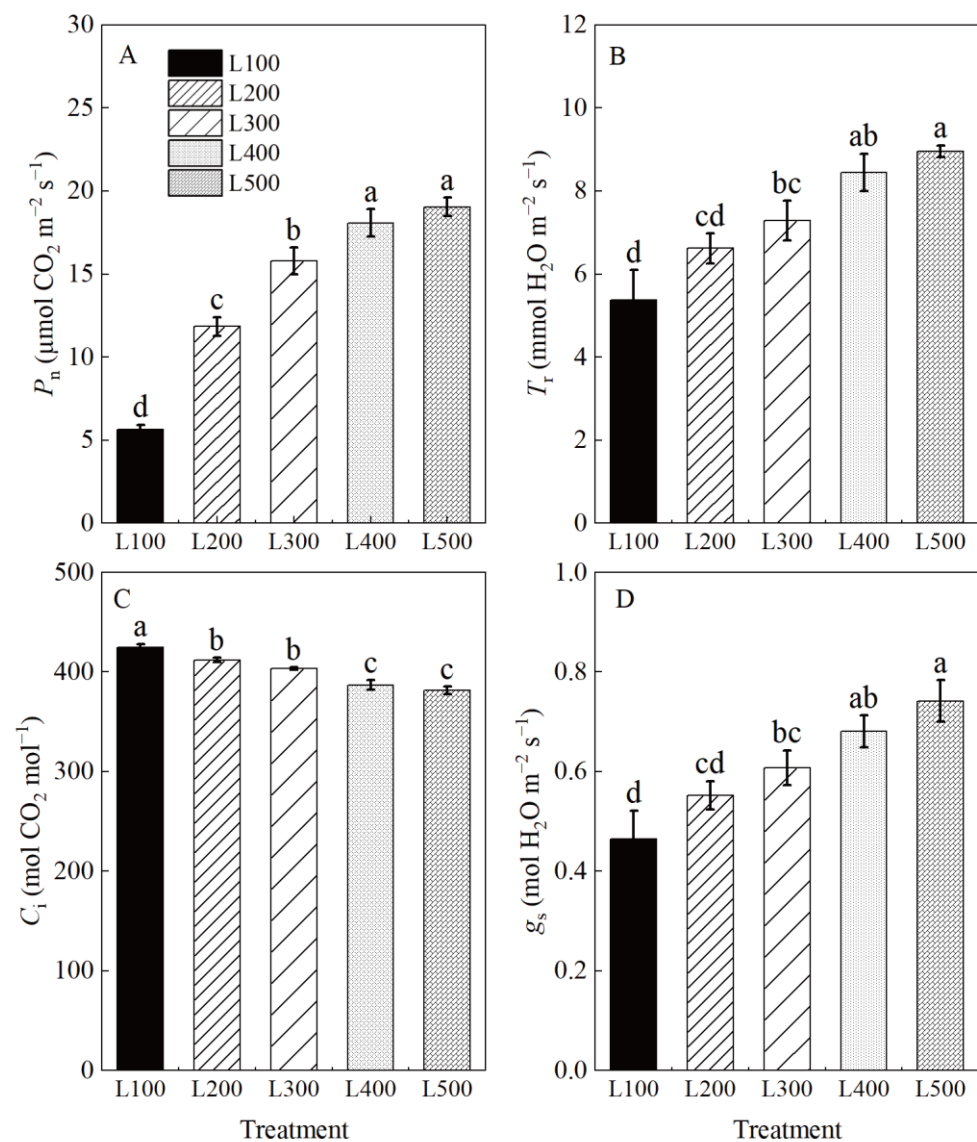 A
L100
L200
L300
L400
L500
30
25
20
15
10
5
0
Pn (μmol CO2 m−2 s−1)
d
c
b
a
a
L100 L200 L300 L400 L500
B
12
10
8
6
4
2
0
Tr (mmol H2O m−2 s−1)
d
cd
bc
ab
a
L100 L200 L300 L400 L500
C
500
400
300
200
100
0
Ci (mol CO2 mol−1)
a
b
b
c
c
L100 L200 L300 L400 L500
Treatment
D
1.0
0.8
0.6
0.4
0.2
0.0
gs (mol H2O m−2 s−1)
d
cd
bc
ab
a
L100 L200 L300 L400 L500
Treatment